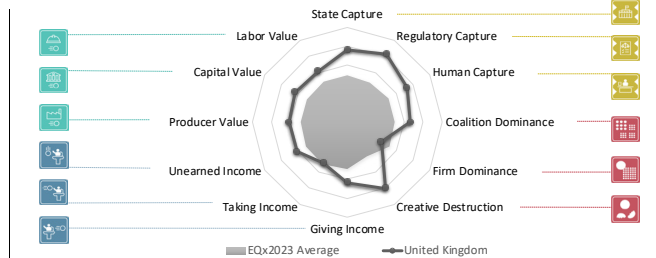 State Capture
Labor Value
Regulatory Capture
Capital Value
Human Capture
Producer Value
Coalition Dominance
Unearned Income
Firm Dominance
Taking Income
Creative Destruction
Giving Income
EQx2023 Average
United Kingdom